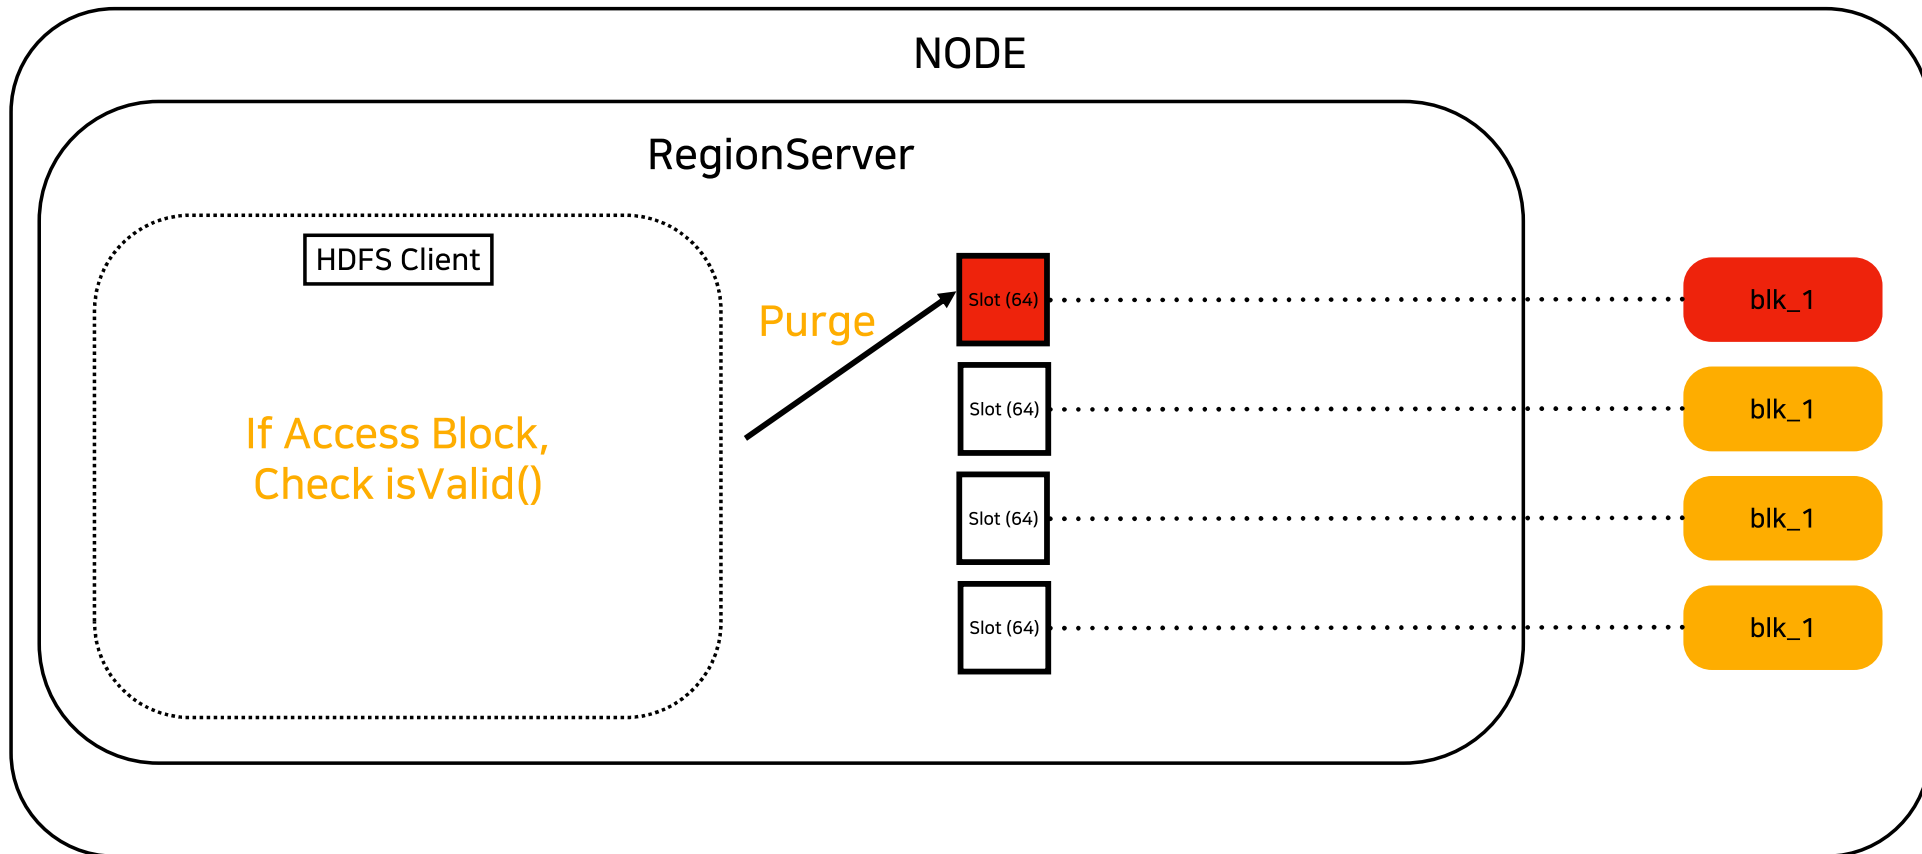 NODE
RegionServer
HDFS Client
If Access Block,
Check isValid()
Purge
Slot (64)
blk_1
Slot (64)
blk_1
Slot (64)
blk_1
Slot (64)
blk_1